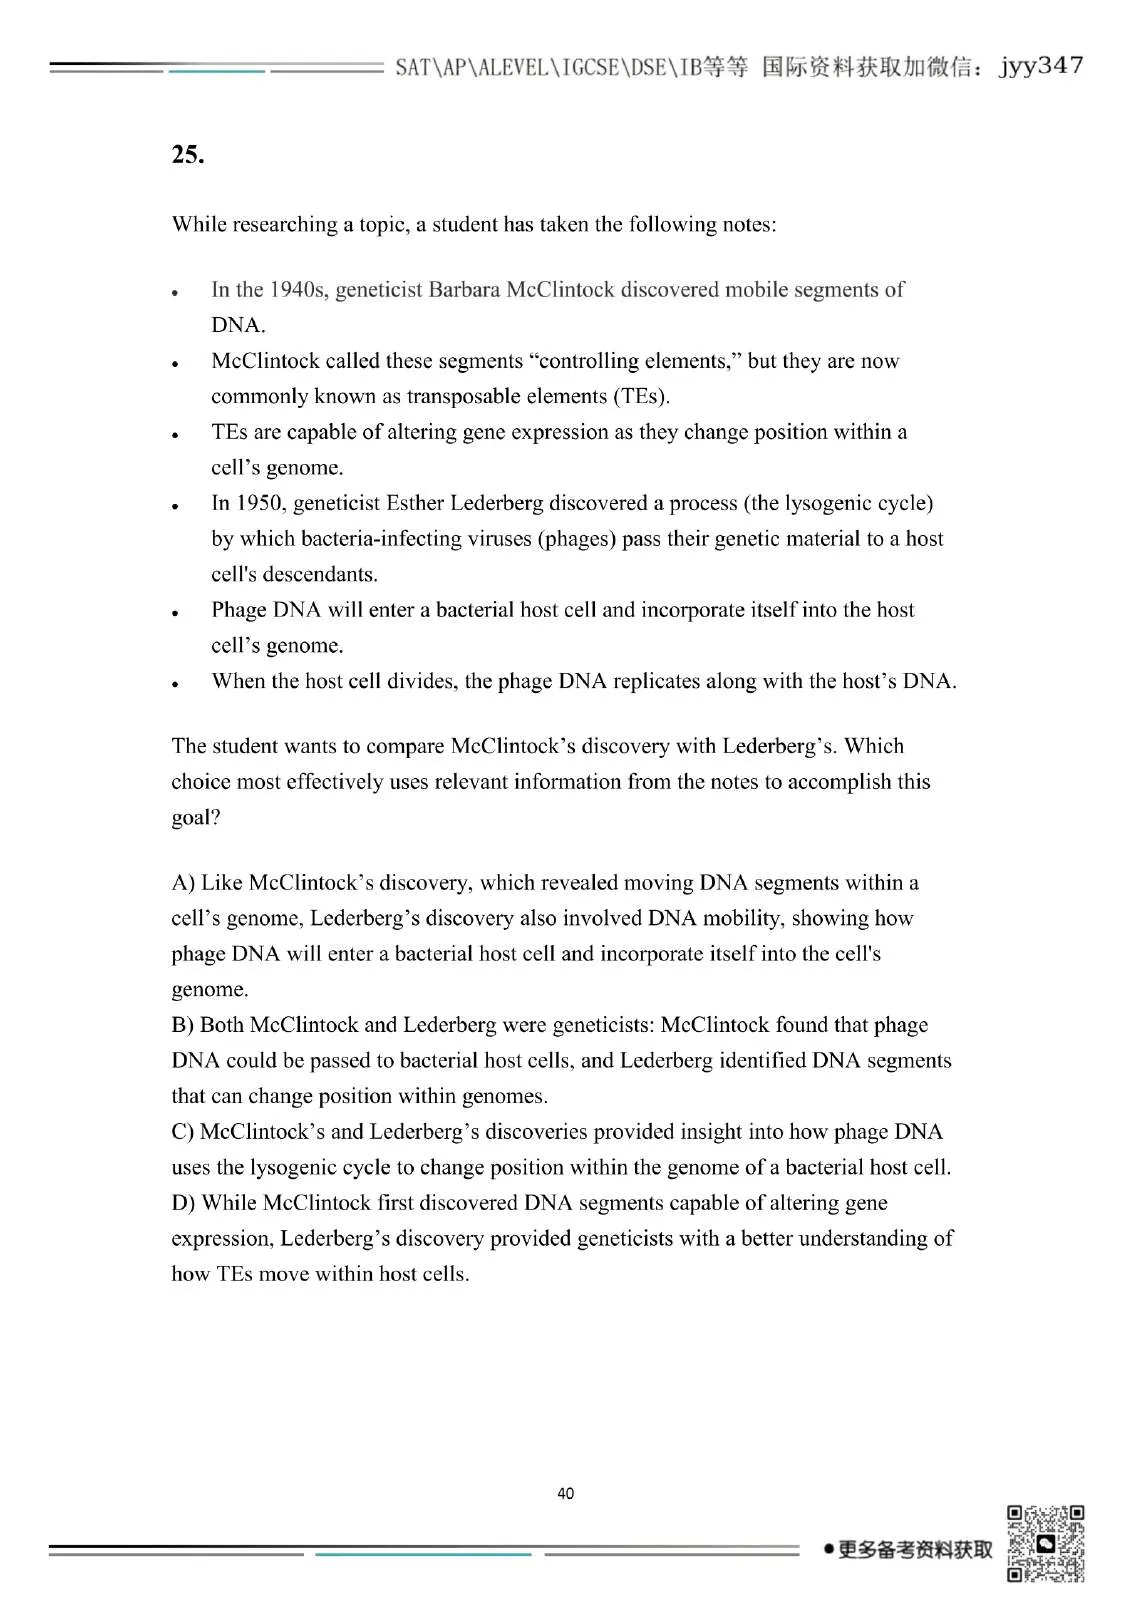 SAT\AP\ALEVEL\IGCSE\DSE\IB等等 国际资料获取加微信：jyy347
25.
While researching a topic, a student has taken the following notes:
• In the 1940s, geneticist Barbara McClintock discovered mobile segments of
DNA.
• McClintock called these segments “controlling elements,” but they are now
commonly known as transposable elements (TEs).
• TEs are capable of altering gene expression as they change position within a
cell’s genome.
• In 1950, geneticist Esther Lederberg discovered a process (the lysogenic cycle)
by which bacteria-infecting viruses (phages) pass their genetic material to a host
cell's descendants.
• Phage DNA will enter a bacterial host cell and incorporate itself into the host
cell’s genome.
• When the host cell divides, the phage DNA replicates along with the host’s DNA.
The student wants to compare McClintock’s discovery with Lederberg’s. Which
choice most effectively uses relevant information from the notes to accomplish this
goal?
A) Like McClintock’s discovery, which revealed moving DNA segments within a
cell’s genome, Lederberg’s discovery also involved DNA mobility, showing how
phage DNA will enter a bacterial host cell and incorporate itself into the cell's
genome.
B) Both McClintock and Lederberg were geneticists: McClintock found that phage
DNA could be passed to bacterial host cells, and Lederberg identified DNA segments
that can change position within genomes.
C) McClintock’s and Lederberg’s discoveries provided insight into how phage DNA
uses the lysogenic cycle to change position within the genome of a bacterial host cell.
D) While McClintock first discovered DNA segments capable of altering gene
expression, Lederberg’s discovery provided geneticists with a better understanding of
how TEs move within host cells.
40
●更多备考资料获取